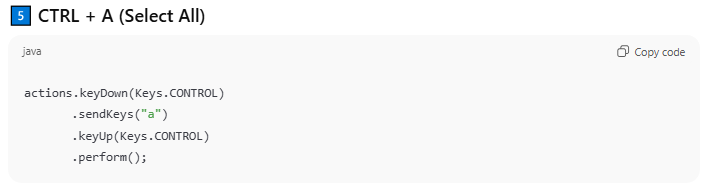 5 CTRL + A (Select All)
java Copy code
actions.keyDown(Keys.CONTROL)
.sendKeys("a")
.keyUp(Keys.CONTROL)
.perform();